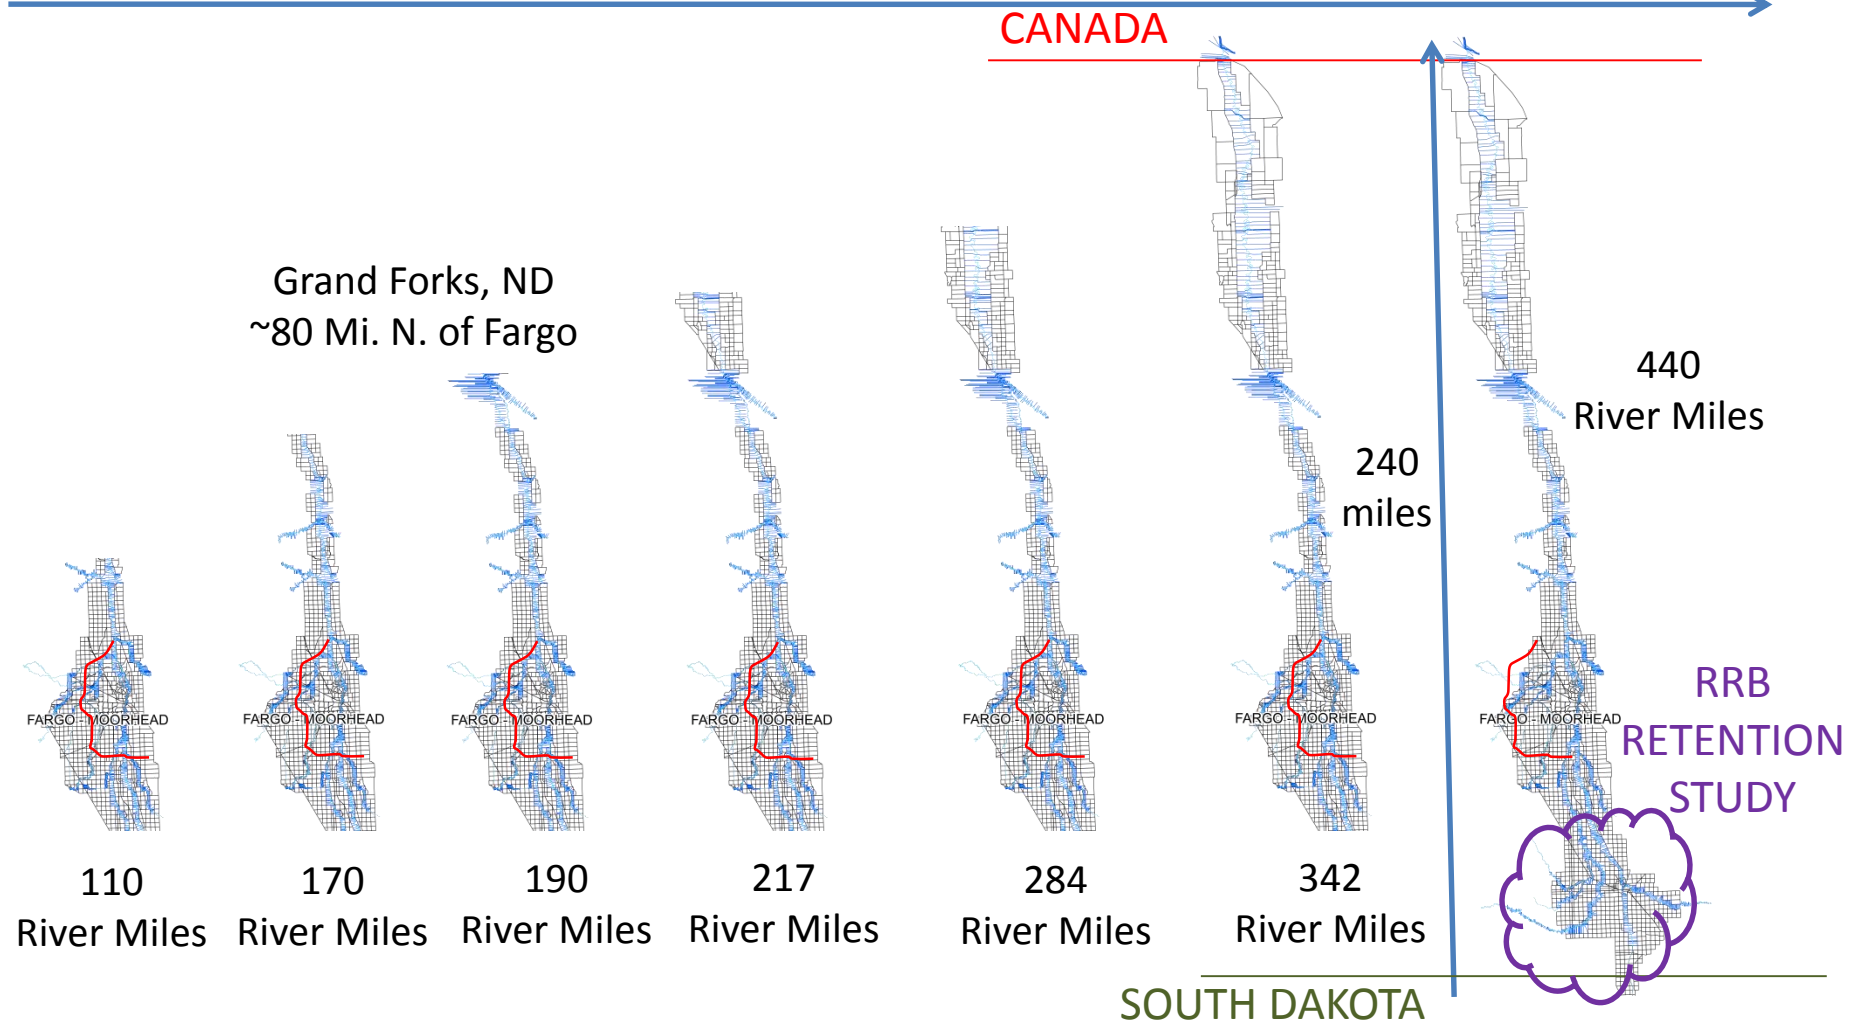 CANADA
Grand Forks, ND
~80 Mi. N. of Fargo
440
River Miles
240
miles
RRB
RETENTION
STUDY
FARGO - MOORHEAD
FARGO - MOORHEAD
FARGO - MOORHEAD
FARGO - MOORHEAD
FARGO - MOORHEAD
FARGO - MOORHEAD
FARGO - MOORHEAD
110
River Miles
170
River Miles
190
River Miles
217
River Miles
284
River Miles
342
River Miles
SOUTH DAKOTA